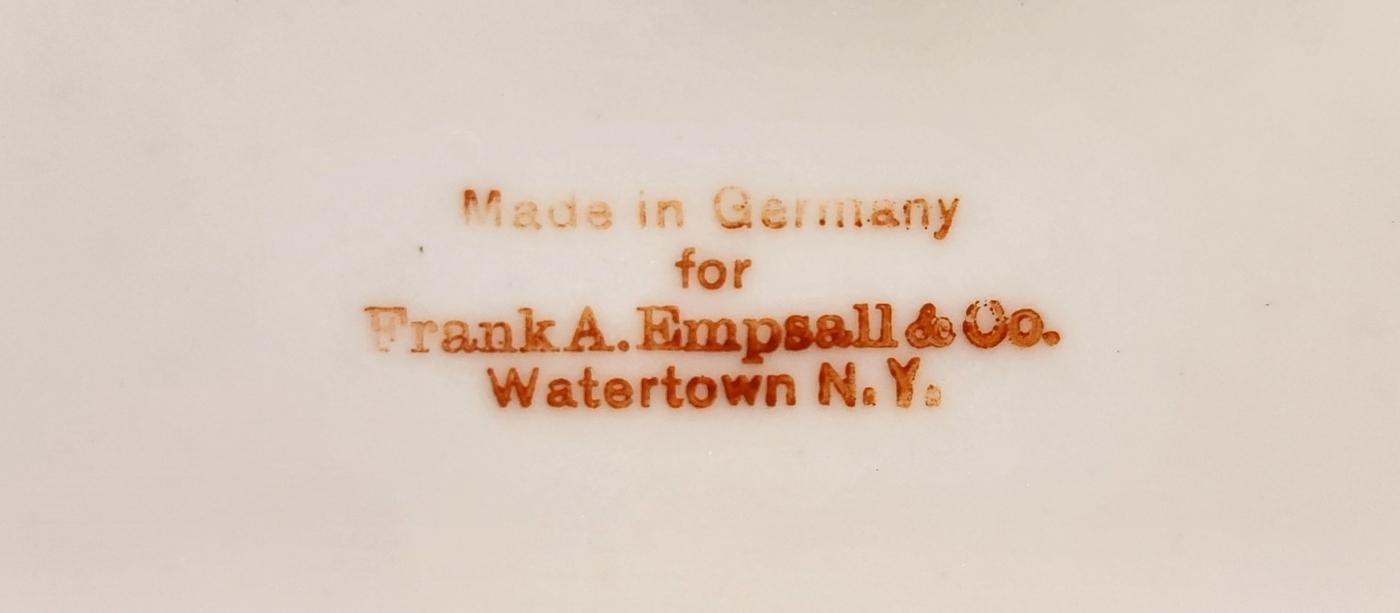 Made in Germany
for
Frank A. Empsall & Co.
Watertown N.Y.